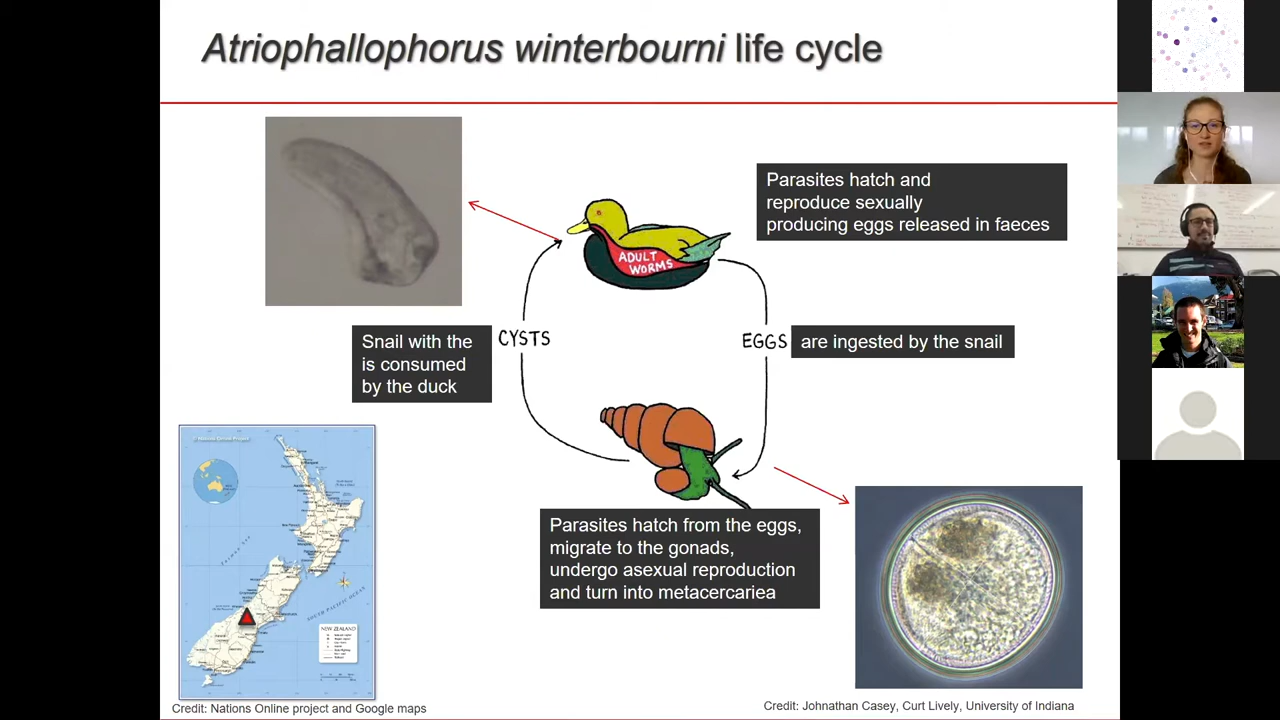 Atriophallophorus winterbourni life cycle
Parasites hatch and
reproduce sexually
producing eggs released in faeces
ADULT
WORMS
Snail with the
is consumed
by the duck
CYSTS
EGGS
are ingested by the snail
Parasites hatch from the eggs,
migrate to the gonads,
undergo asexual reproduction
and turn into metacercariea
NEW ZEALAND
Credit: Nations Online project and Google maps
Credit: Johnathan Casey, Curt Lively, University of Indiana